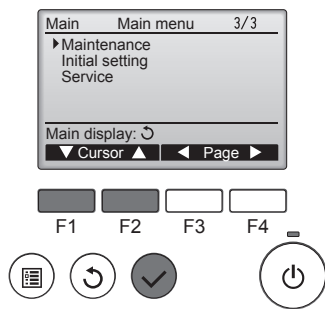 Main Main menu 3/3
Maintenance
Initial setting
Service
Main display:
Cursor Page
F1 F2 F3 F4